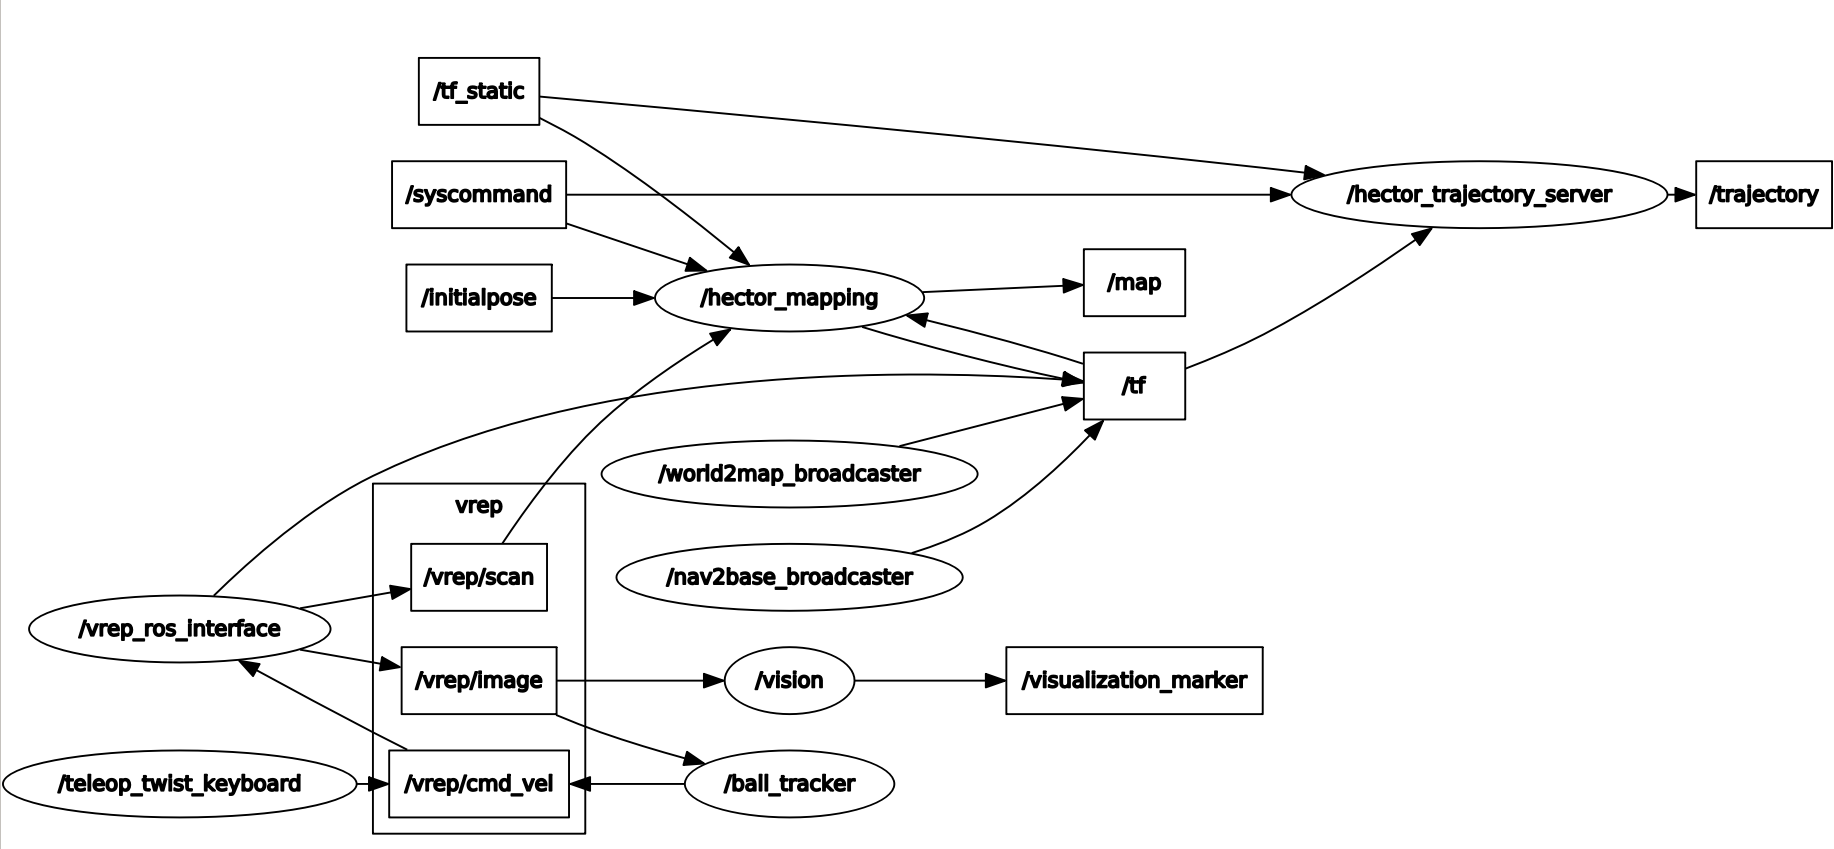 /tf_static
/syscommand
/hector_trajectory_server
/trajectory
/initialpose
/hector_mapping
/map
/tf
/world2map_broadcaster
vrep
/vrep/scan
/nav2base_broadcaster
/vrep_ros_interface
/vrep/image
/vision
/visualization_marker
/teleop_twist_keyboard
/vrep/cmd_vel
/ball_tracker